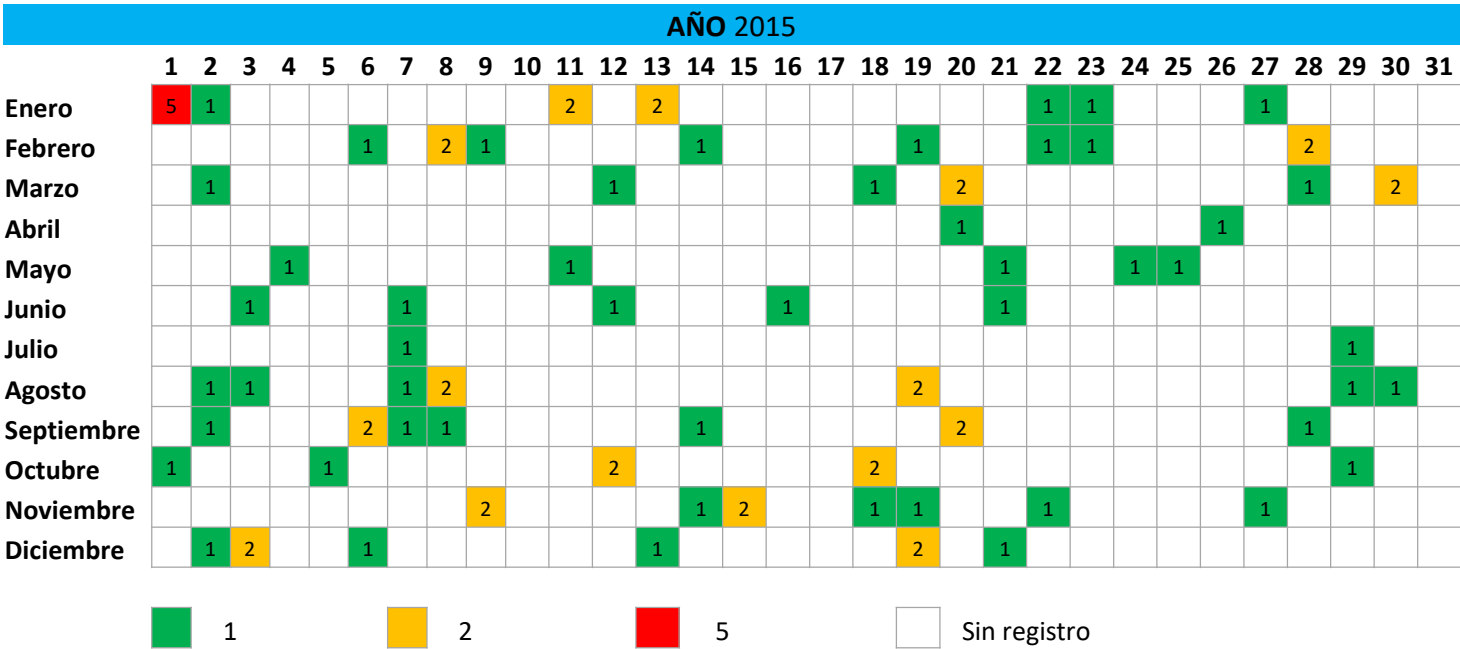 AÑO 2015
1 2 3 4 5 6 7 8 9 10 11 12 13 14 15 16 17 18 19 20 21 22 23 24 25 26 27 28 29 30 31
Enero 5 1 2 2 1 1 1
Febrero 1 2 1 1 1 1 1 2
Marzo 1 1 1 2 1 2
Abril 1 1
Mayo 1 1 1 1 1
Junio 1 1 1 1 1
Julio 1 1
Agosto 1 1 1 2 2 1 1
Septiembre 1 2 1 1 1 2 1
Octubre 1 1 2 2 1
Noviembre 2 1 2 1 1 1 1
Diciembre 1 2 1 1 2 1
1 2 5 Sin registro